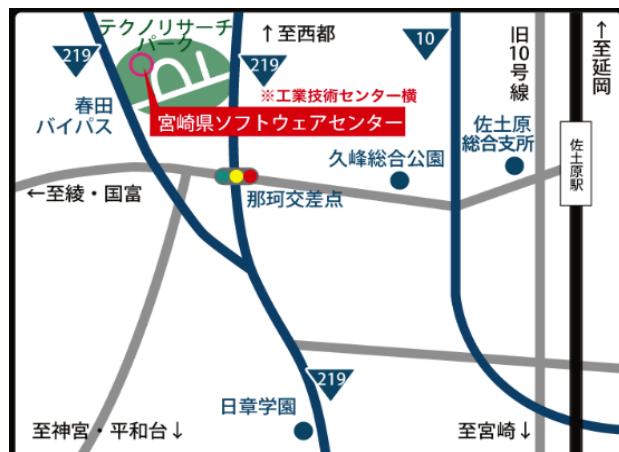 テクノリサーチ
パーク
219
↑至西都
219
※工業技術センター横
宮崎県ソフトウェアセンター
春田
バイパス
10
旧10号線
↑至延岡
佐土原
総合支所
佐土原駅
久峰総合公園
←至綾・国富
那珂交差点
219
日章学園
至神宮・平和台↓
至宮崎↓